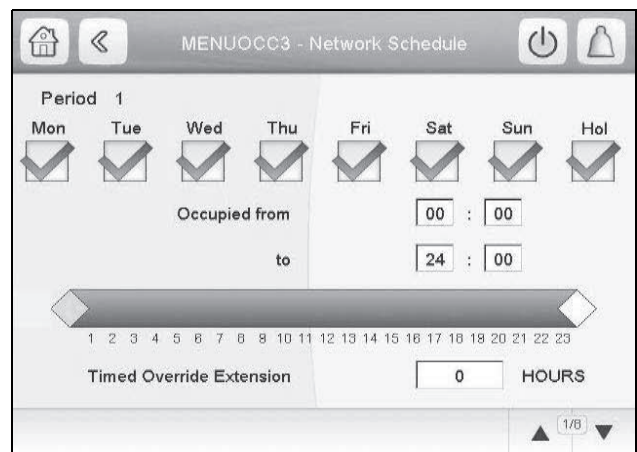 MENUOCC3 - Network Schedule
Period 1
Mon Tue Wed Thu Fri Sat Sun Hol
Occupied from 00 : 00
to 24 : 00
1 2 3 4 5 6 7 8 9 10 11 12 13 14 15 16 17 18 19 20 21 22 23
Timed Override Extension 0 HOURS
1/8